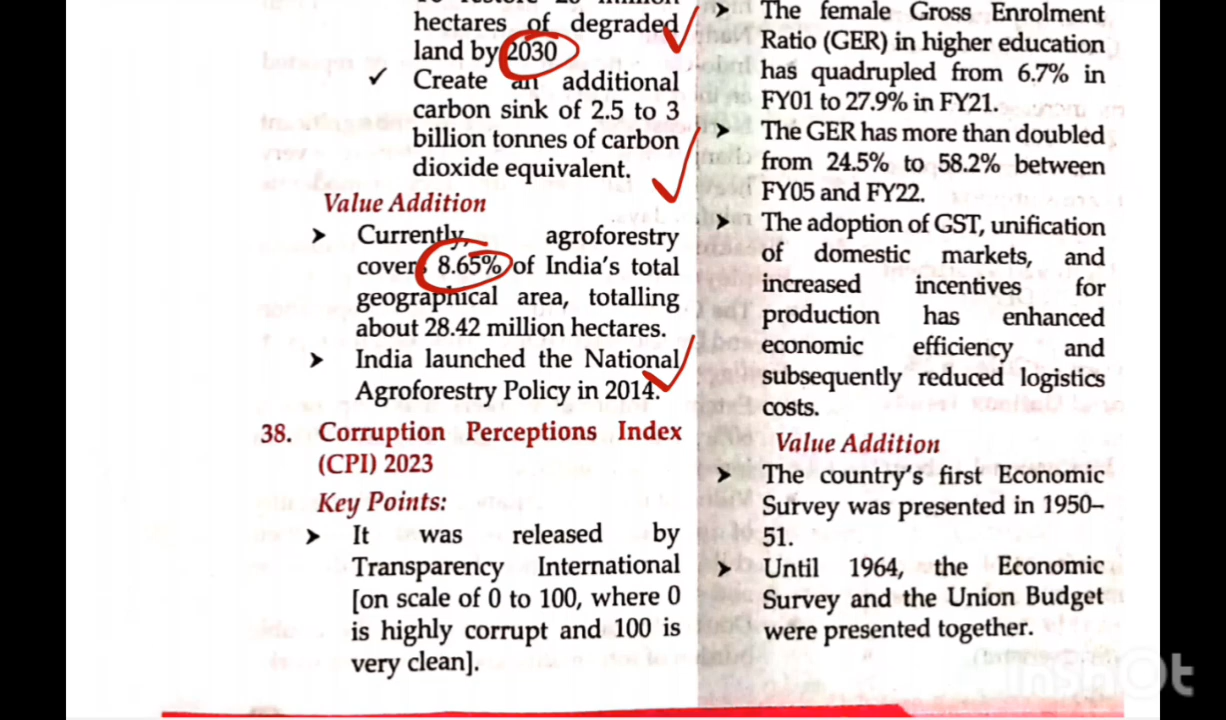 hectares of degraded
land by 2030
✓ Create an additional
carbon sink of 2.5 to 3
billion tonnes of carbon
dioxide equivalent.
Value Addition
➤ Currently, agroforestry
covers 8.65% of India's total
geographical area, totalling
about 28.42 million hectares.
➤ India launched the National
Agroforestry Policy in 2014.
38. Corruption Perceptions Index
(CPI) 2023
Key Points:
➤ It was released by
Transparency International
[on scale of 0 to 100, where 0
is highly corrupt and 100 is
very clean].
➤ The female Gross Enrolment
Ratio (GER) in higher education
has quadrupled from 6.7% in
FY01 to 27.9% in FY21.
➤ The GER has more than doubled
from 24.5% to 58.2% between
FY05 and FY22.
➤ The adoption of GST, unification
of domestic markets, and
increased incentives for
production has enhanced
economic efficiency and
subsequently reduced logistics
costs.
Value Addition
➤ The country's first Economic
Survey was presented in 1950–
51.
➤ Until 1964, the Economic
Survey and the Union Budget
were presented together.
InShot